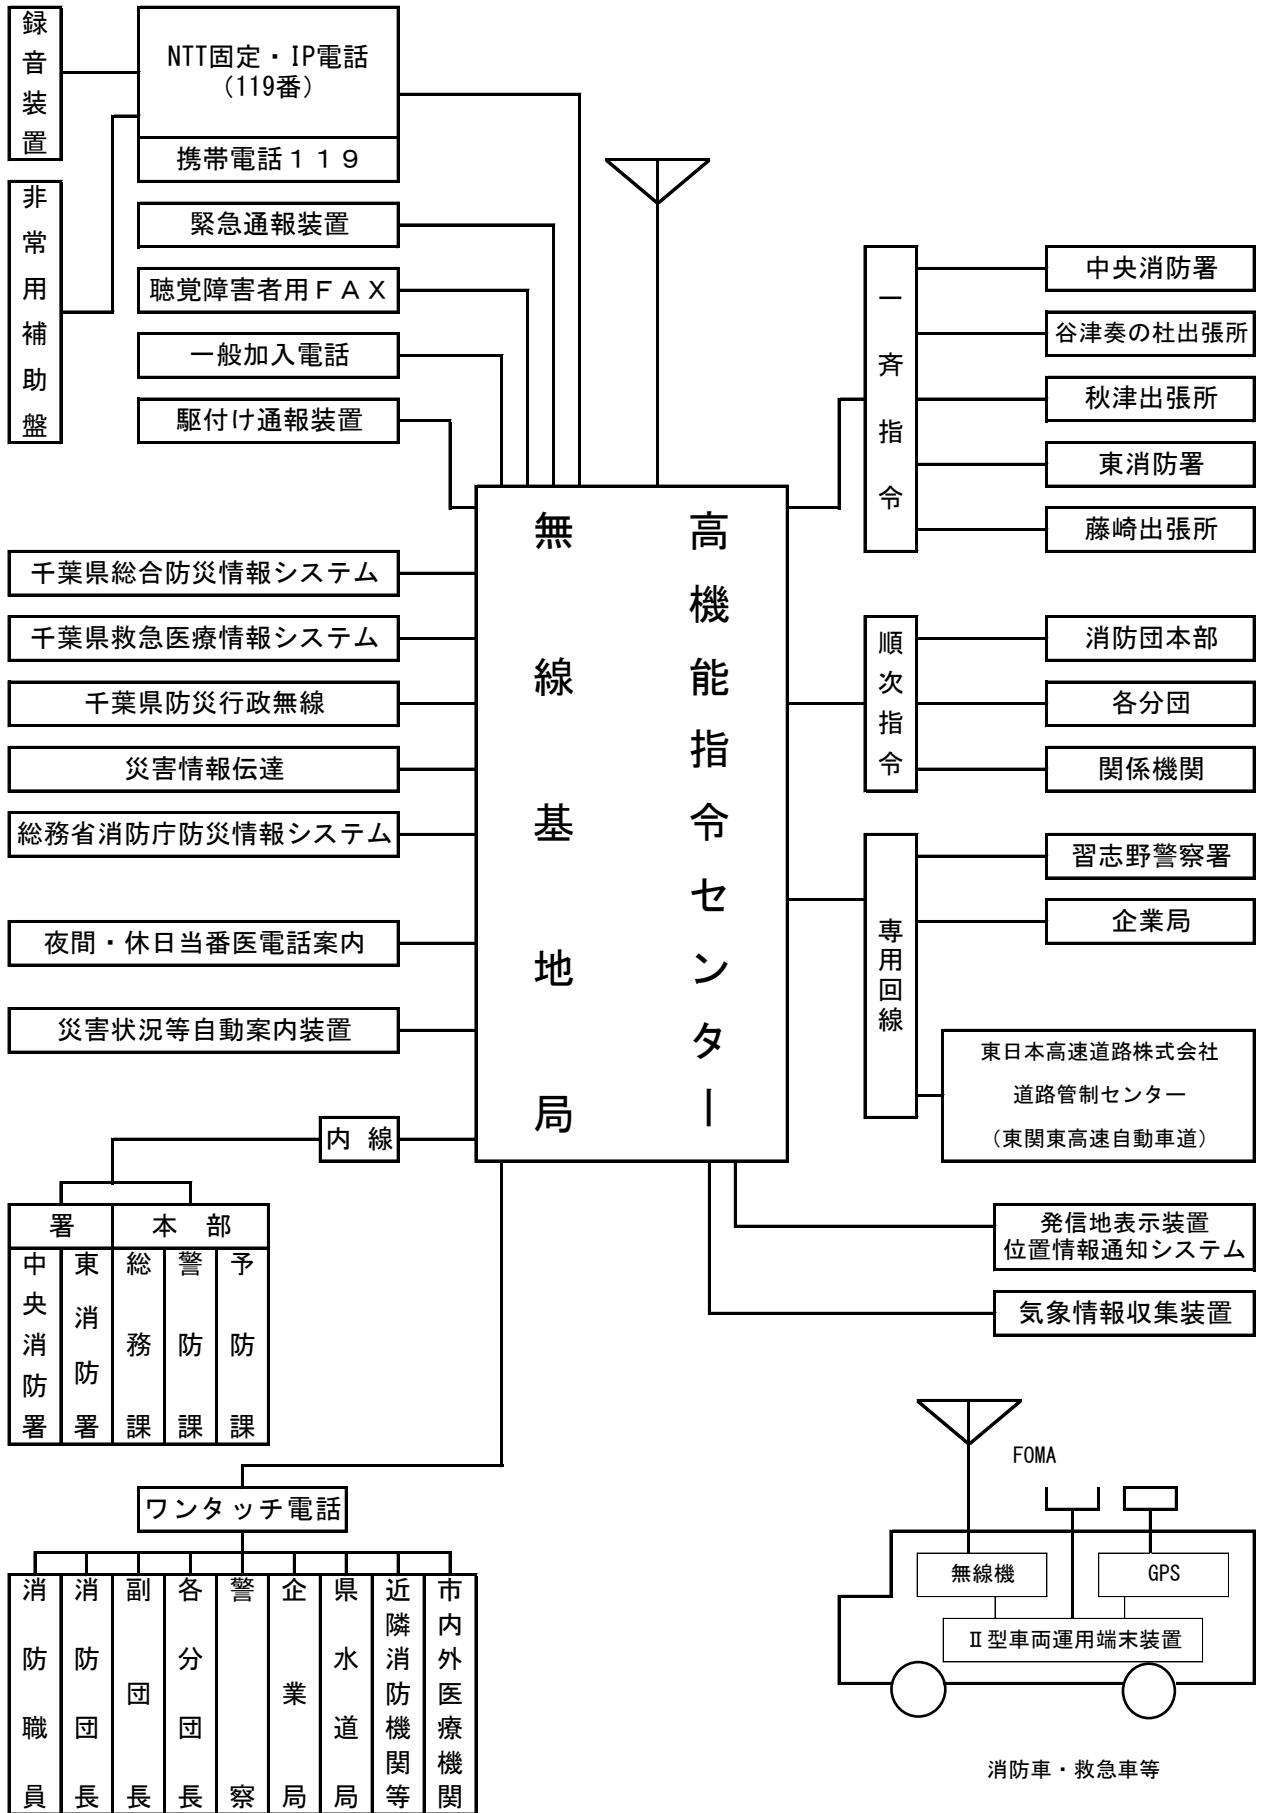 録音装置
NTT固定・IP電話
（119番）
携帯電話１１９
非常用補助盤
緊急通報装置
聴覚障害者用ＦＡＸ
一般加入電話
駆付け通報装置
千葉県総合防災情報システム
千葉県救急医療情報システム
千葉県防災行政無線
災害情報伝達
総務省消防庁防災情報システム
夜間・休日当番医電話案内
災害状況等自動案内装置
内線
署
本部
中央消防署
東消防署
総務課
警防課
予防課
ワンタッチ電話
消防職員
消防団長
副団長
各分団長
警察
企業局
県水道局
近隣消防機関等
市内外医療機関
高機能指令センター
無線基地局
一斉指令
中央消防署
谷津奏の杜出張所
秋津出張所
東消防署
藤崎出張所
順次指令
消防団本部
各分団
関係機関
専用回線
習志野警察署
企業局
東日本高速道路株式会社
道路管制センター
（東関東高速自動車道）
発信地表示装置
位置情報通知システム
気象情報収集装置
FOMA
無線機
GPS
Ⅱ型車両運用端末装置
消防車・救急車等